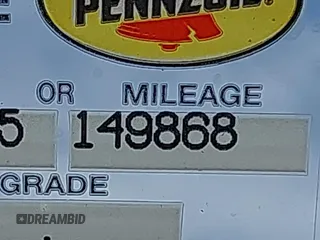 PENNZOIL
OR MILEAGE
5 149868
GRADE
DREAMBID